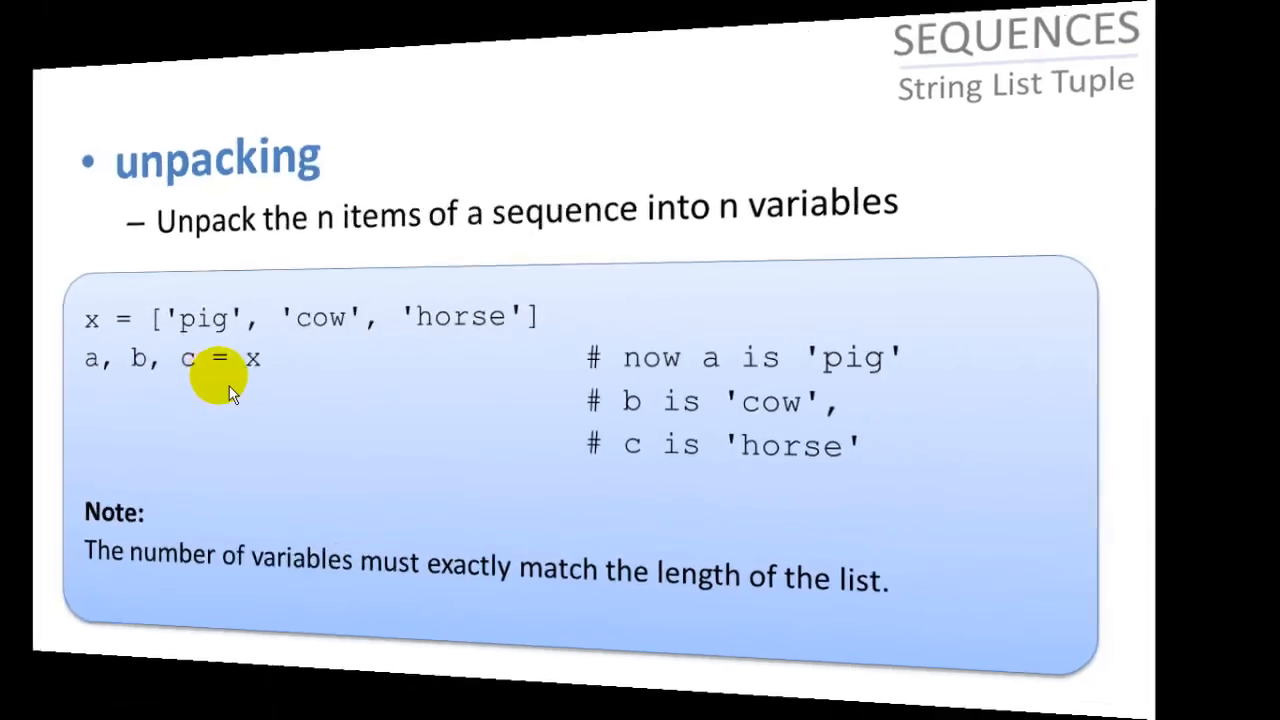 SEQUENCES
String List Tuple
• unpacking
– Unpack the n items of a sequence into n variables
x = ['pig', 'cow', 'horse']
a, b, c = x # now a is 'pig'
# b is 'cow',
# c is 'horse'
Note:
The number of variables must exactly match the length of the list.